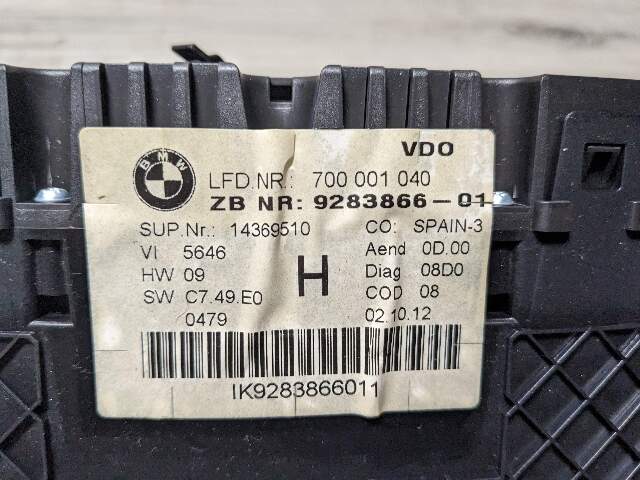 VDO
BMW
LFD.NR.: 700 001 040
ZB NR: 9283866-01
SUP.Nr.: 14369510 CO: SPAIN-3
VI 5646 Aend 0D.00
HW 09 H Diag 08D0
SW C7.49.E0 COD 08
0479 02.10.12
IK9283866011